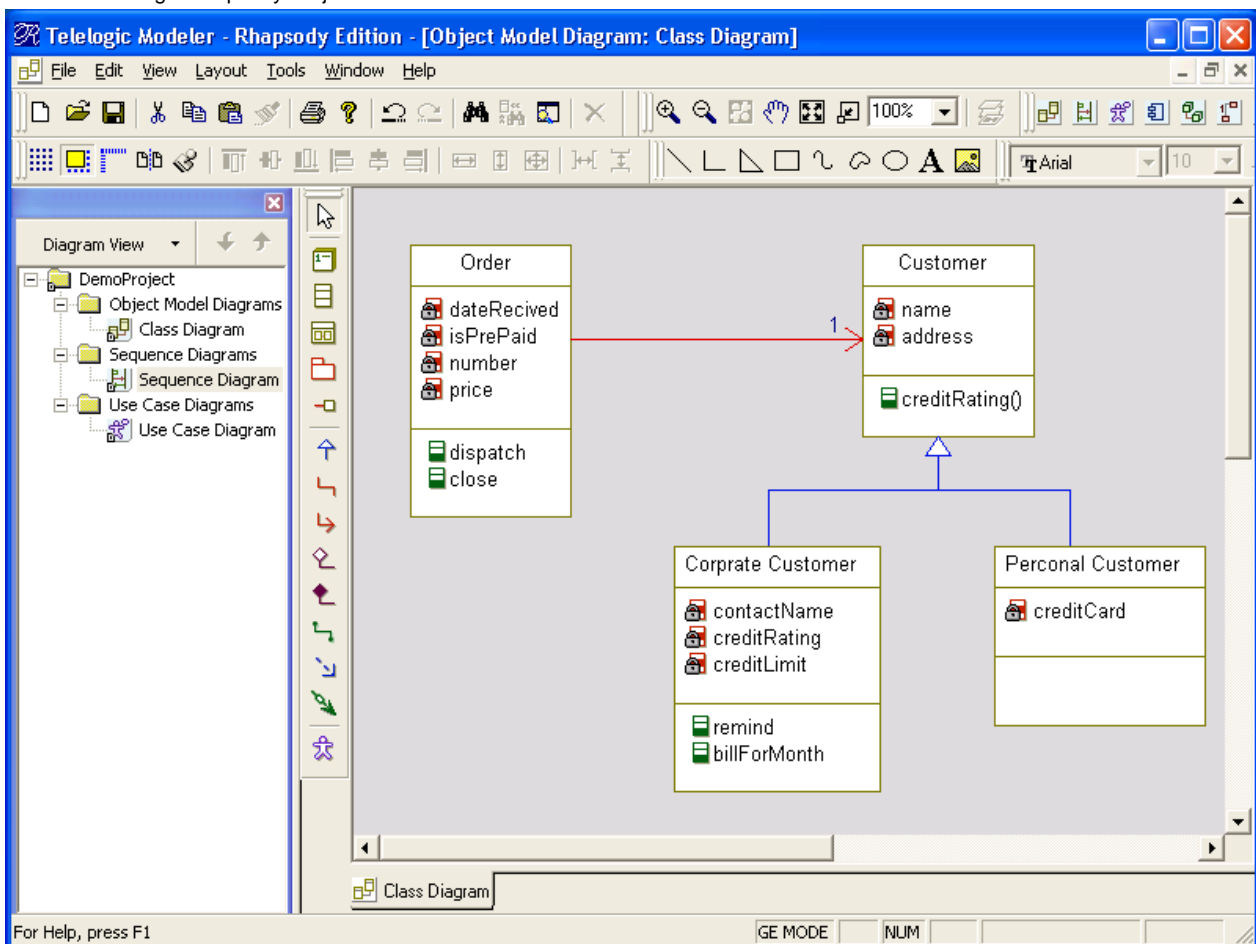 Telelogic Modeler - Rhapsody Edition - [Object Model Diagram: Class Diagram]
File Edit View Layout Tools Window Help
100%
A Arial 10
Diagram View
DemoProject
Object Model Diagrams
Class Diagram
Sequence Diagrams
Sequence Diagram
Use Case Diagrams
Use Case Diagram
Order
dateRecived
isPrePaid
number
price
dispatch
close
1
Customer
name
address
creditRating()
Corprate Customer
contactName
creditRating
creditLimit
remind
billForMonth
Perconal Customer
creditCard
Class Diagram
For Help, press F1
GE MODE NUM